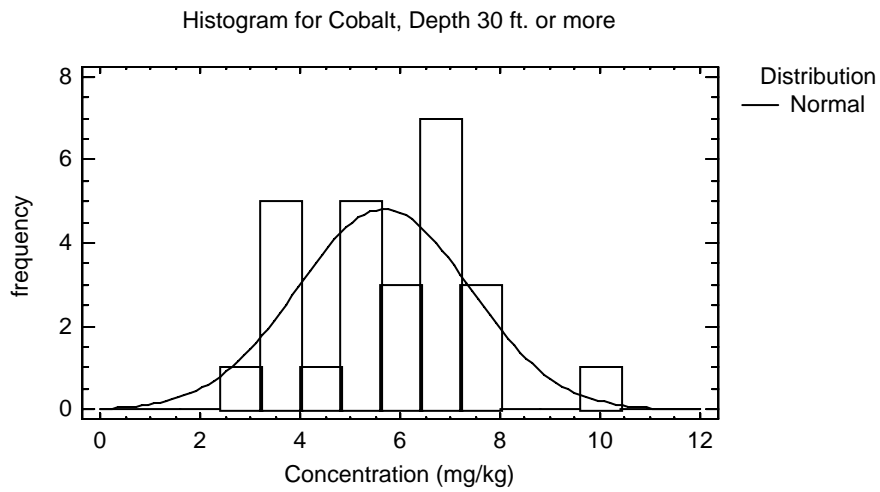 Histogram for Cobalt, Depth 30 ft. or more
Distribution
Normal
frequency
8
6
4
2
0
0 2 4 6 8 10 12
Concentration (mg/kg)